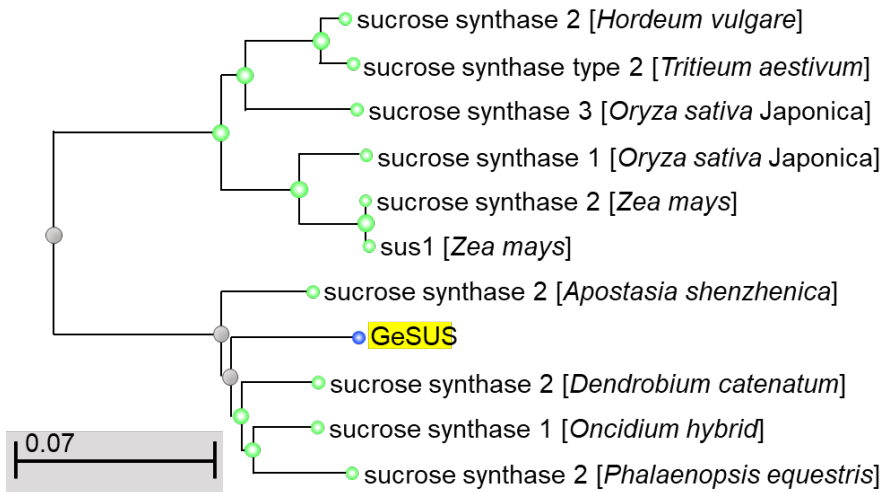 sucrose synthase 2 [Hordeum vulgare]
sucrose synthase type 2 [Tritieum aestivum]
sucrose synthase 3 [Oryza sativa Japonica]
sucrose synthase 1 [Oryza sativa Japonica]
sucrose synthase 2 [Zea mays]
sus1 [Zea mays]
sucrose synthase 2 [Apostasia shenzhenica]
GeSUS
sucrose synthase 2 [Dendrobium catenatum]
sucrose synthase 1 [Oncidium hybrid]
sucrose synthase 2 [Phalaenopsis equestris]
0.07